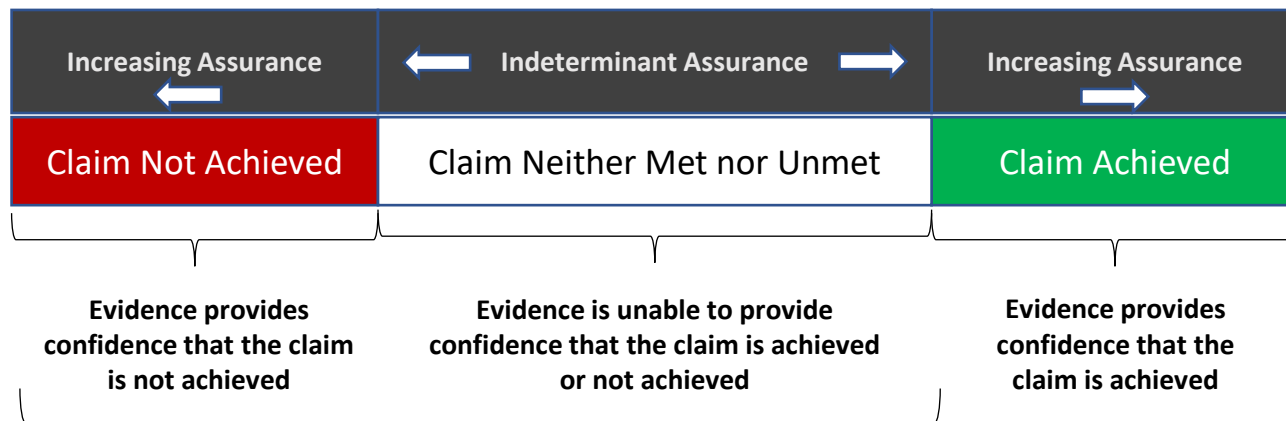 Increasing Assurance
Indeterminant Assurance
Increasing Assurance
Claim Not Achieved
Claim Neither Met nor Unmet
Claim Achieved
Evidence provides
confidence that the claim
is not achieved
Evidence is unable to provide
confidence that the claim is achieved
or not achieved
Evidence provides
confidence that the
claim is achieved